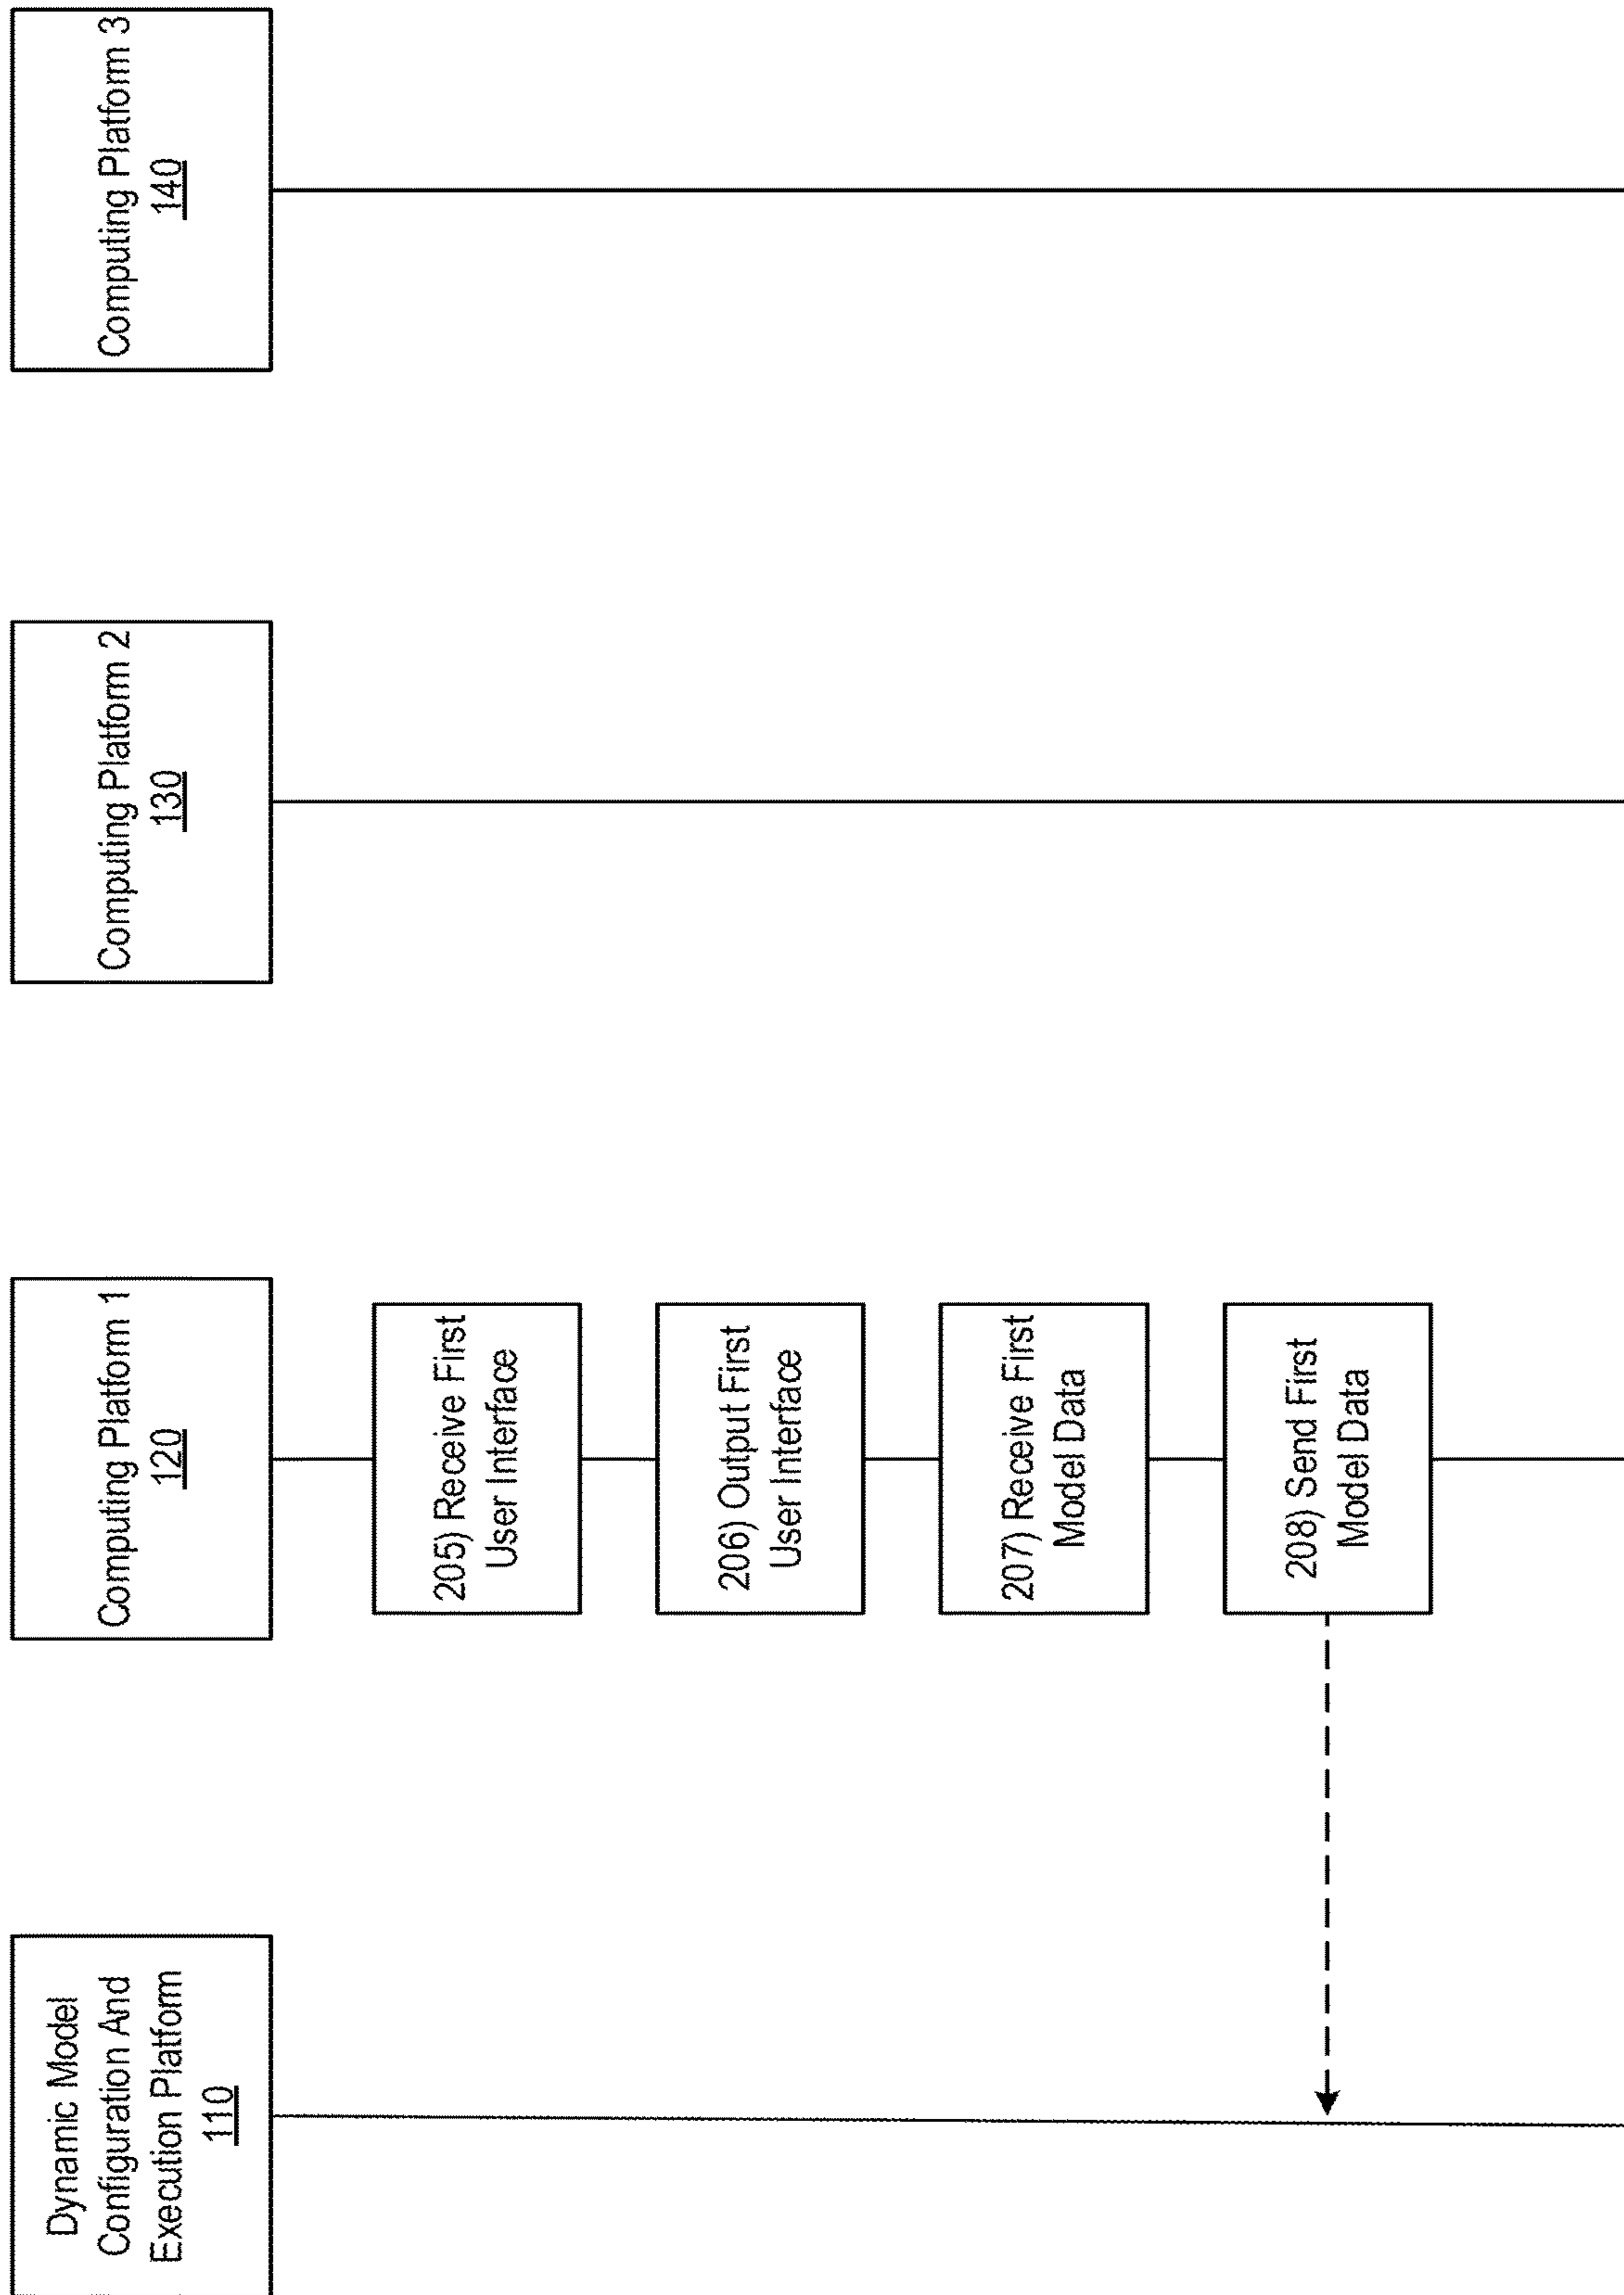 Dynamic Model
Configuration And
Execution Platform
110
Computing Platform 1
120
Computing Platform 2
130
Computing Platform 3
140
205) Receive First
User Interface
206) Output First
User Interface
207) Receive First
Model Data
208) Send First
Model Data